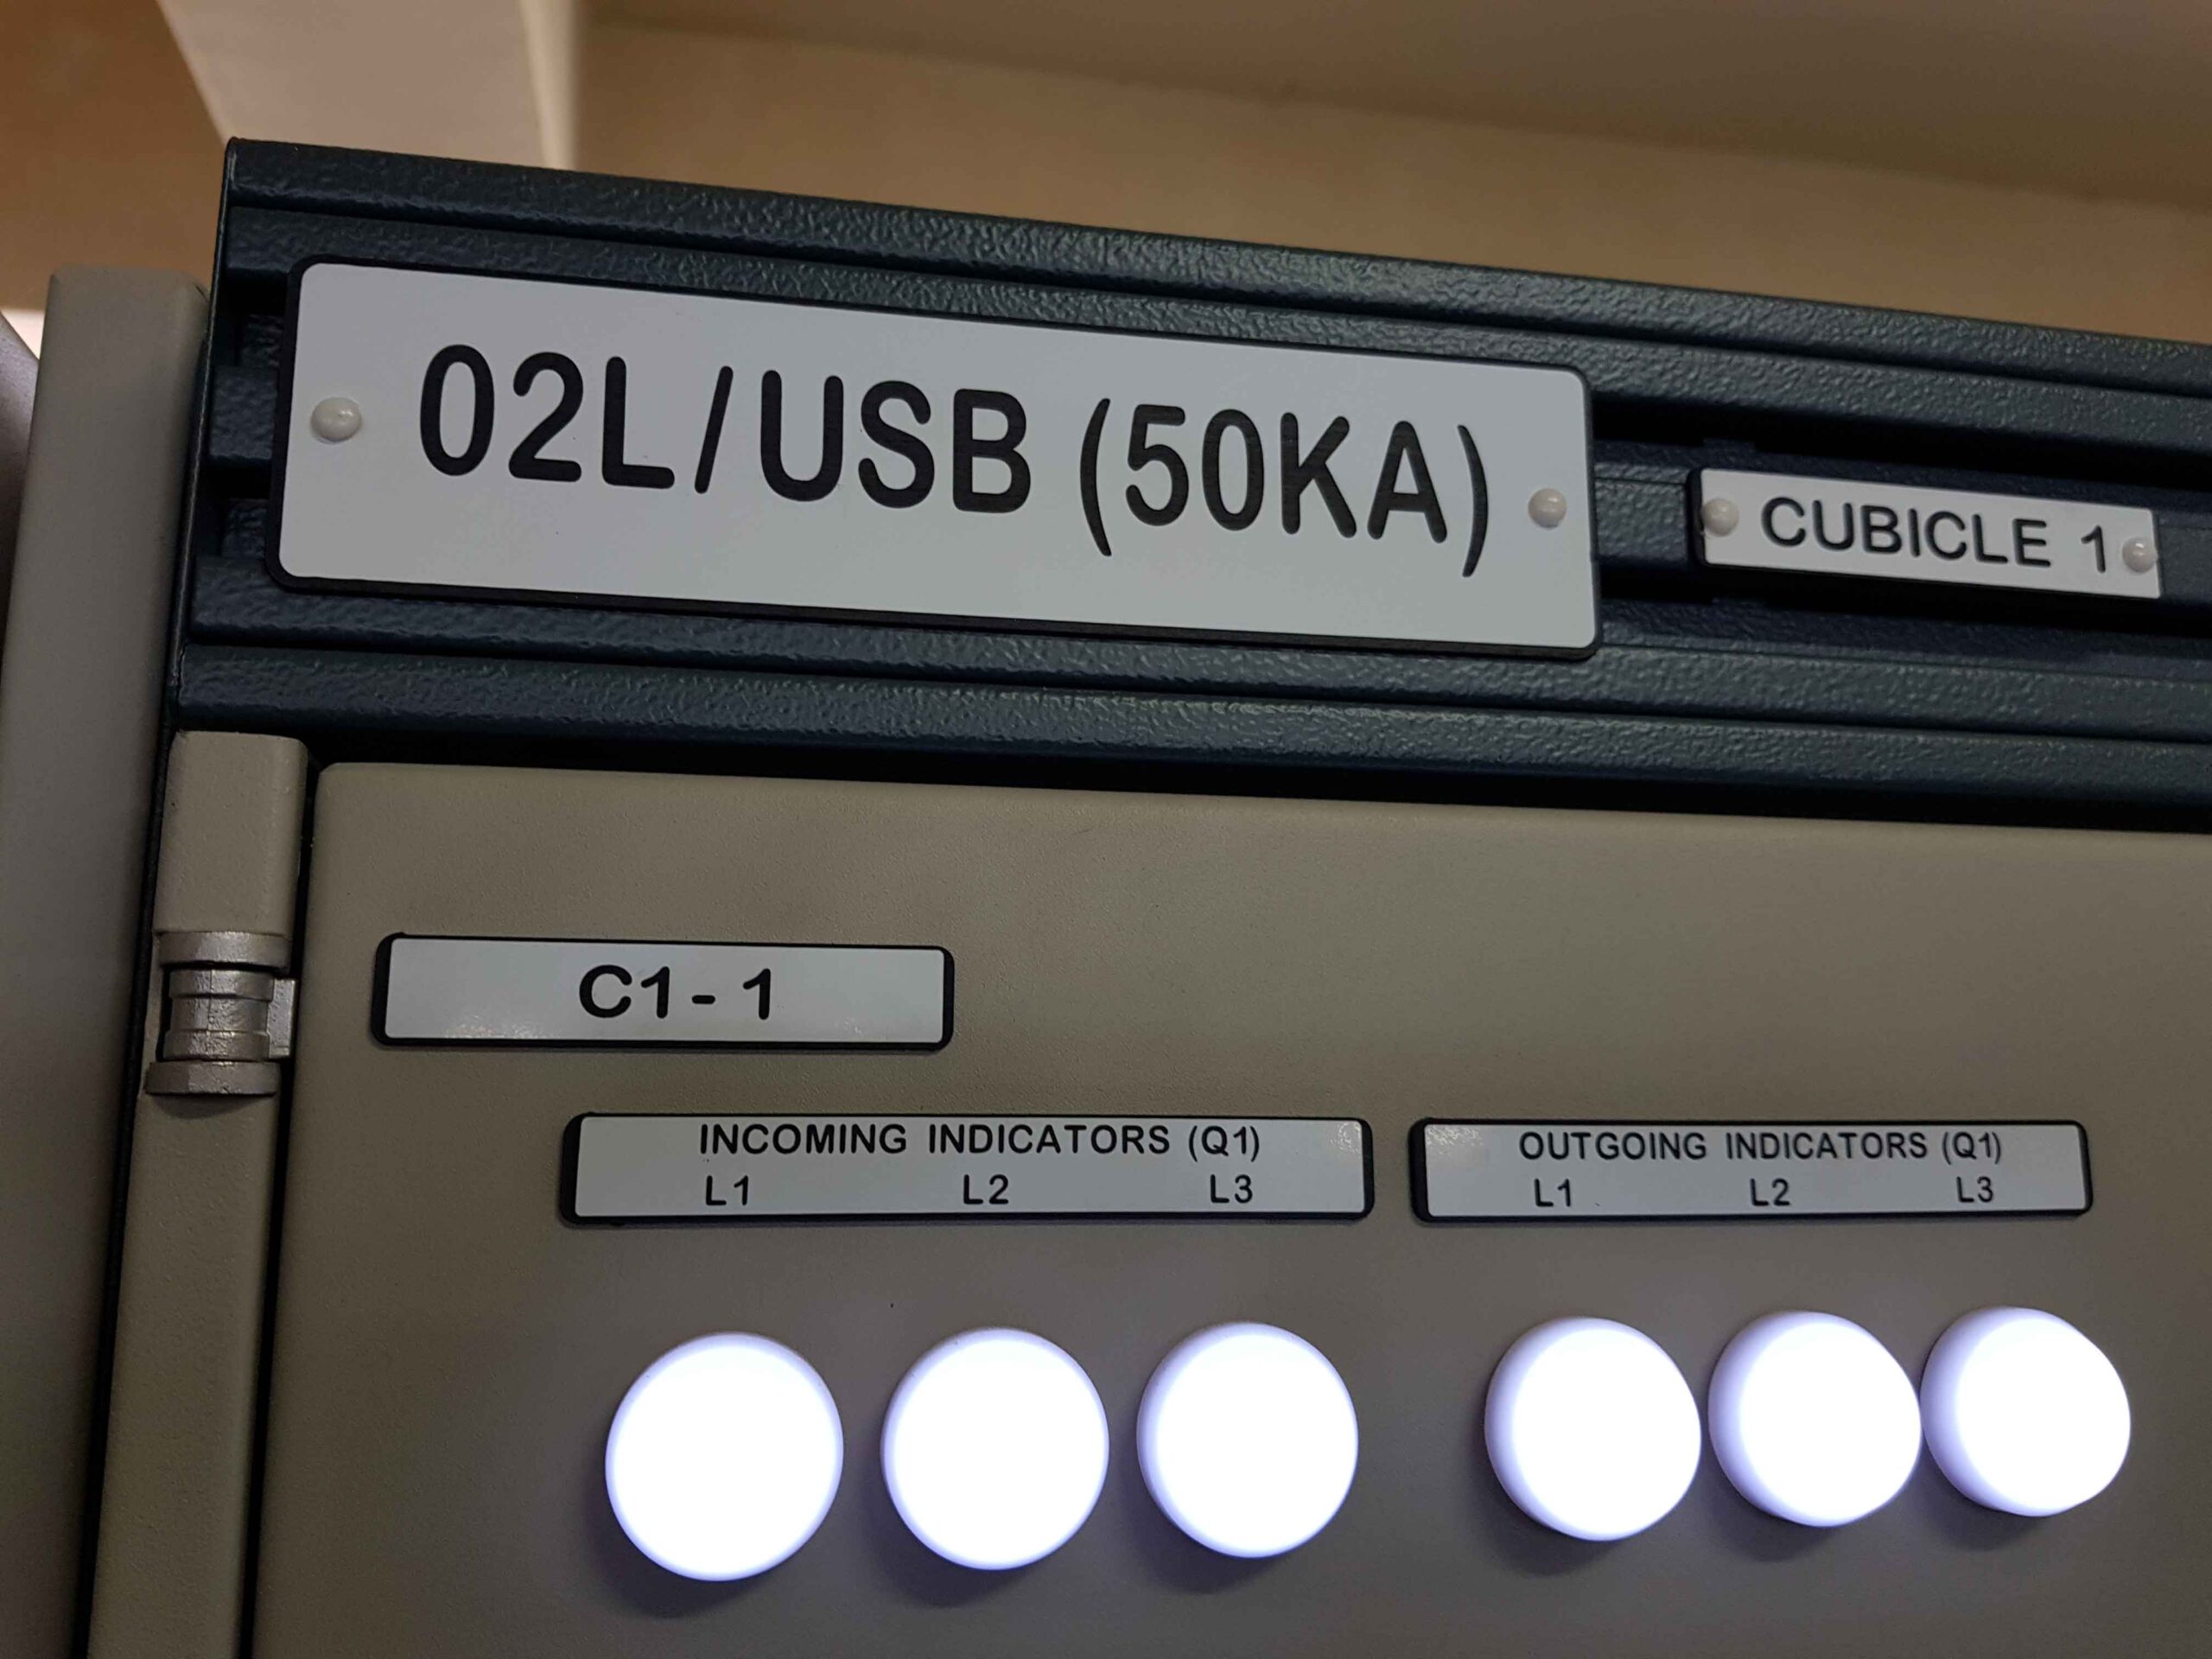 02L/USB (50KA)
CUBICLE 1
C1-1
INCOMING INDICATORS (Q1)
L1 L2 L3
OUTGOING INDICATORS (Q1)
L1 L2 L3